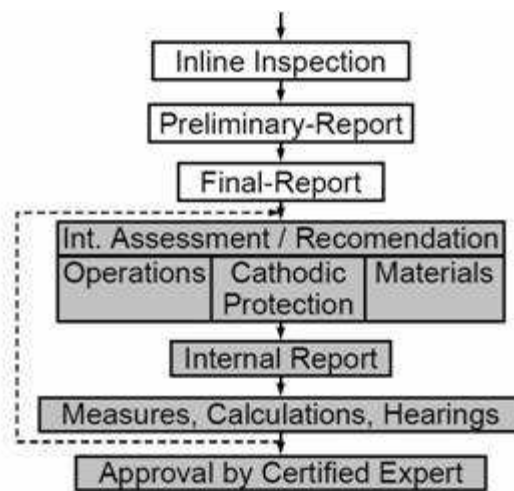 Inline Inspection
Preliminary-Report
Final-Report
Int. Assessment / Recomendation
Operations
Cathodic
Protection
Materials
Internal Report
Measures, Calculations, Hearings
Approval by Certified Expert